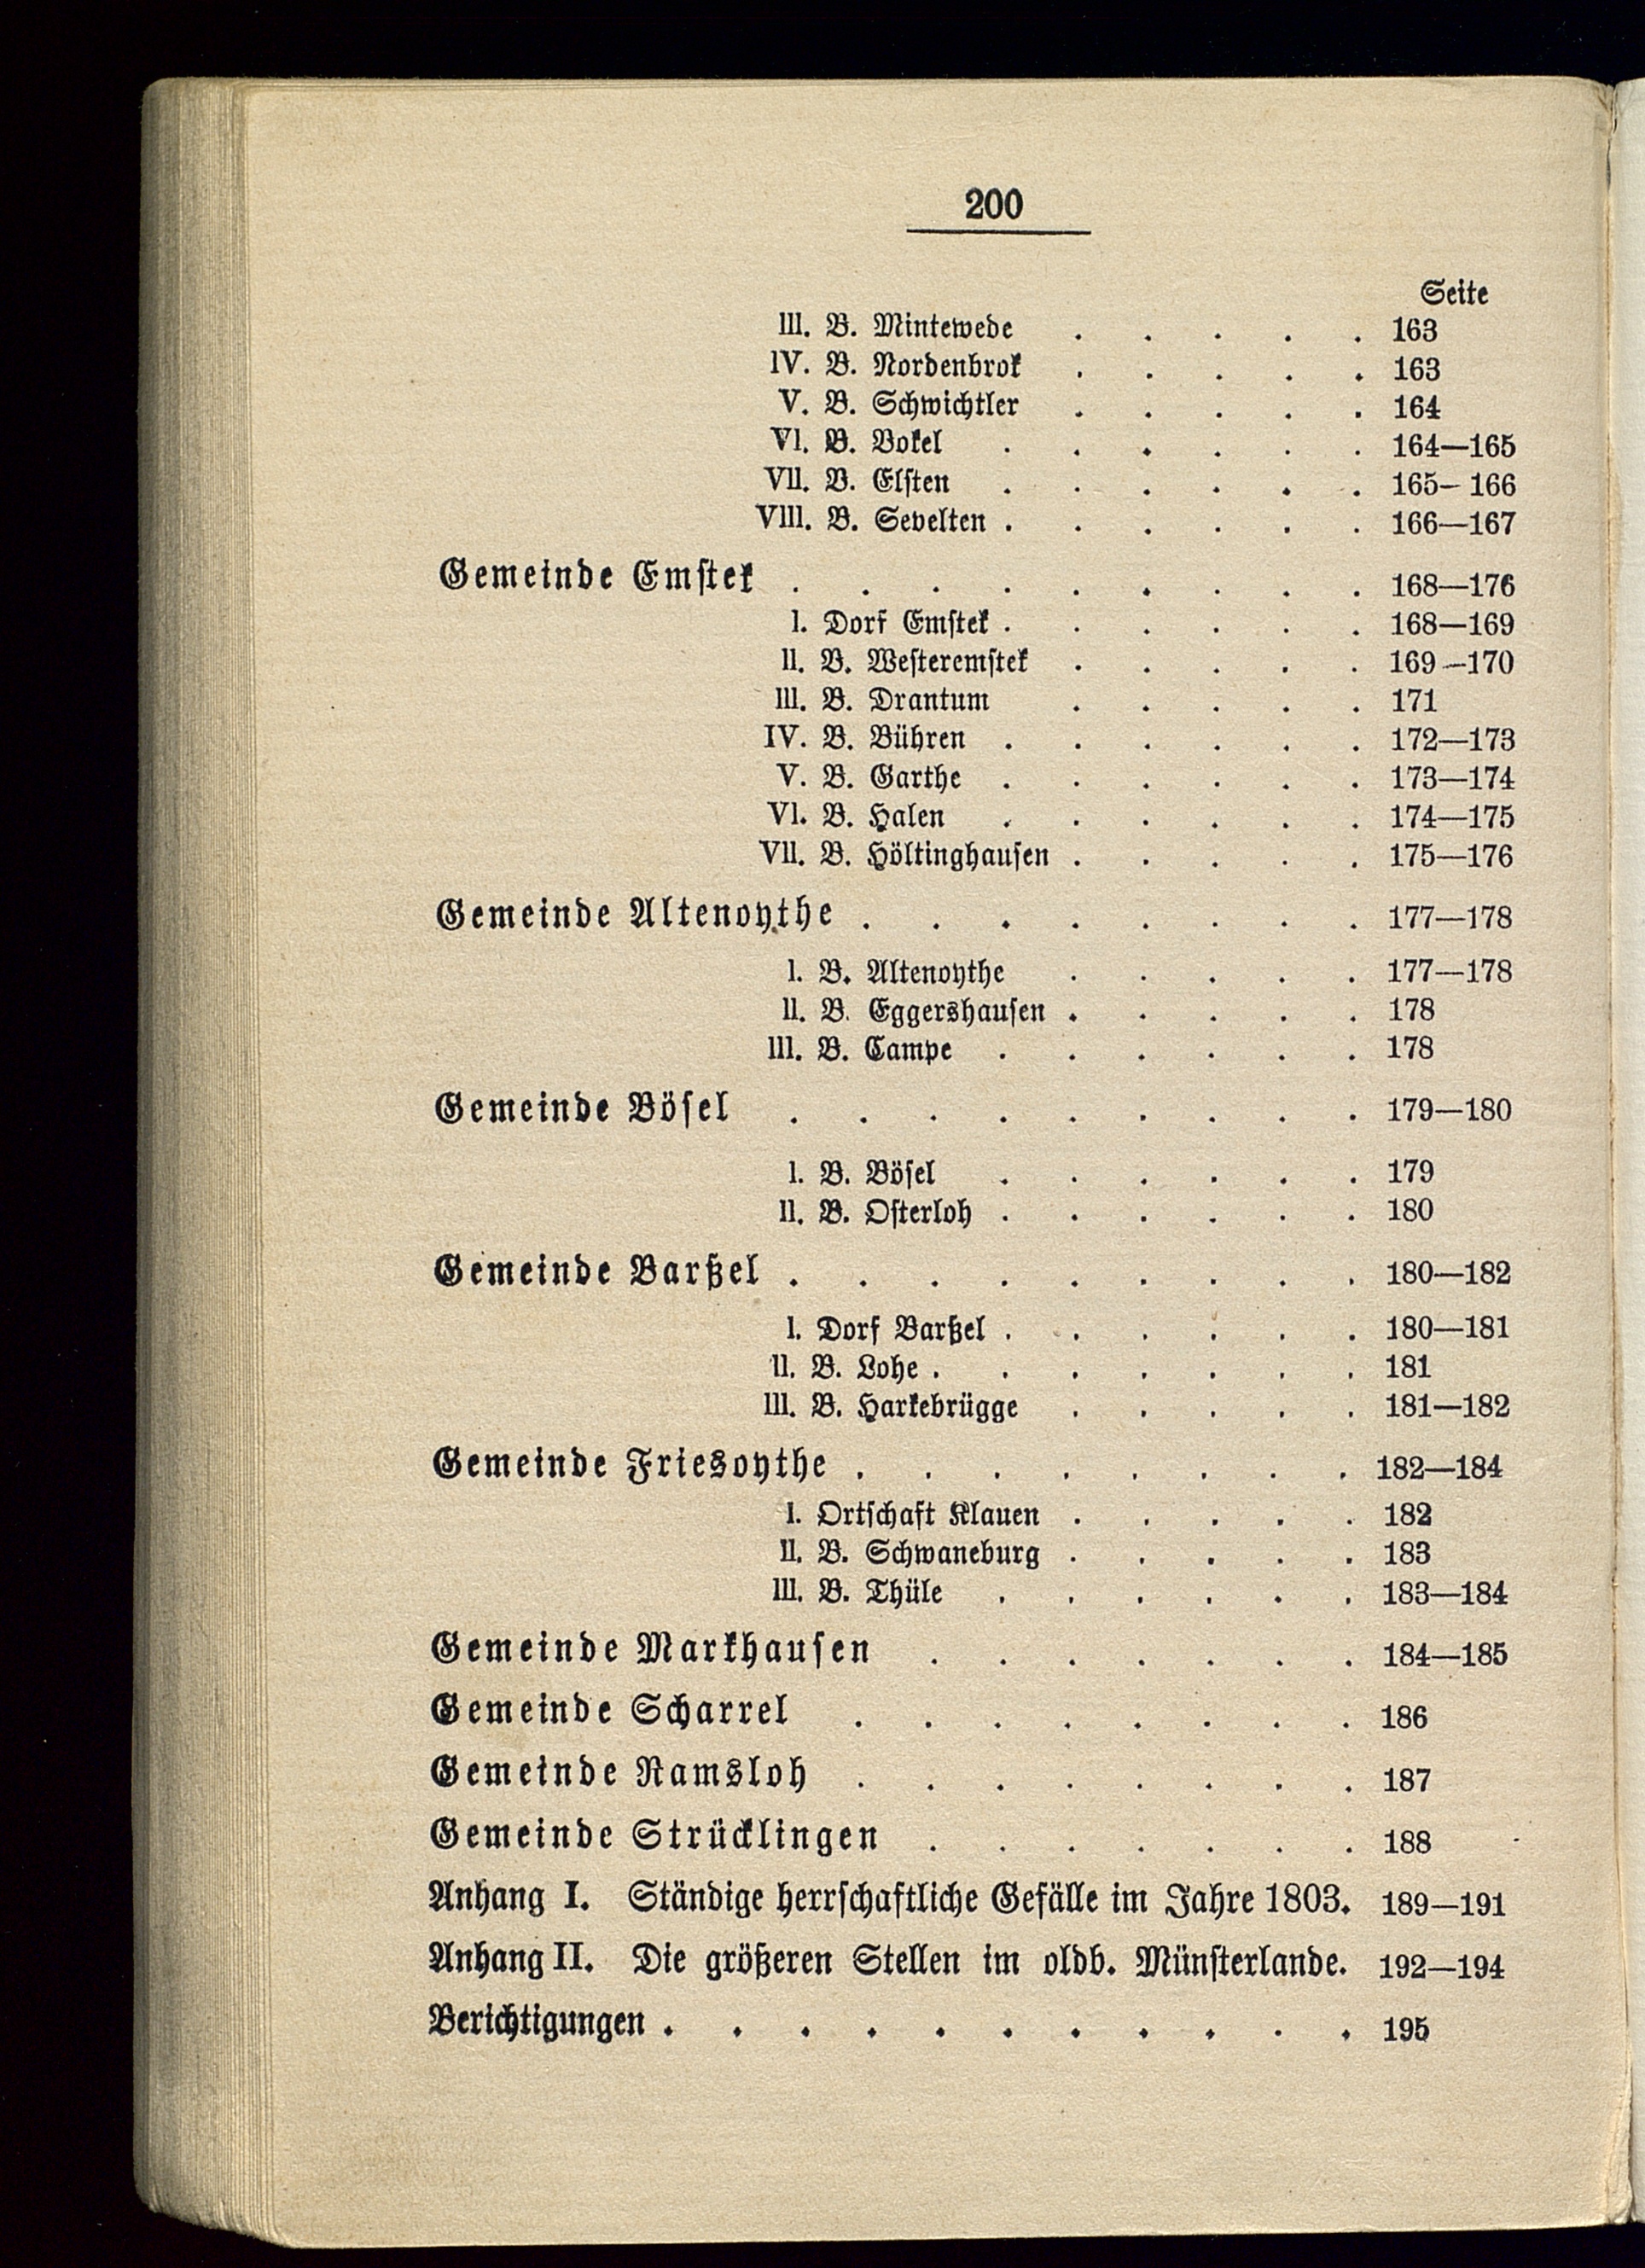 200
Seite
III. B. Mintewede . . . . . 163
IV. B. Nordenbrok . . . . . 163
V. B. Schwichtler . . . . . 164
VI. B. Bokel . . . . . . 164—165
VII. B. Elsten . . . . . . 165–166
VIII. B. Sevelten . . . . . . 166—167
Gemeinde Emstek . . . . . . . . . 168—176
I. Dorf Emstek . . . . . . 168—169
II. B. Westeremstek . . . . . 169—170
III. B. Drantum . . . . . 171
IV. B. Bühren . . . . . . 172—173
V. B. Garthe . . . . . . 173—174
VI. B. Halen . . . . . . 174—175
VII. B. Höltinghausen . . . . . 175—176
Gemeinde Altenoythe . . . . . . . . 177—178
I. B. Altenoythe . . . . . 177—178
II. B. Eggershausen . . . . . 178
III. B. Campe . . . . . . 178
Gemeinde Bösel . . . . . . . . . 179—180
I. B. Bösel . . . . . . 179
II. B. Osterloh . . . . . . 180
Gemeinde Barßel . . . . . . . . . 180—182
I. Dorf Barßel . . . . . . 180—181
II. B. Lohe . . . . . . . 181
III. B. Harkebrügge . . . . . 181—182
Gemeinde Friesoythe . . . . . . . . 182—184
I. Ortschaft Klauen . . . . . 182
II. B. Schwaneburg . . . . . 183
III. B. Thüle . . . . . . 183—184
Gemeinde Markhausen . . . . . . . 184—185
Gemeinde Scharrel . . . . . . . . 186
Gemeinde Ramsloh . . . . . . . . 187
Gemeinde Strücklingen . . . . . . . 188
Anhang I. Ständige herrschaftliche Gefälle im Jahre 1803. 189—191
Anhang II. Die größeren Stellen im oldb. Münsterlande. 192—194
Berichtigungen . . . . . . . . . . . 195